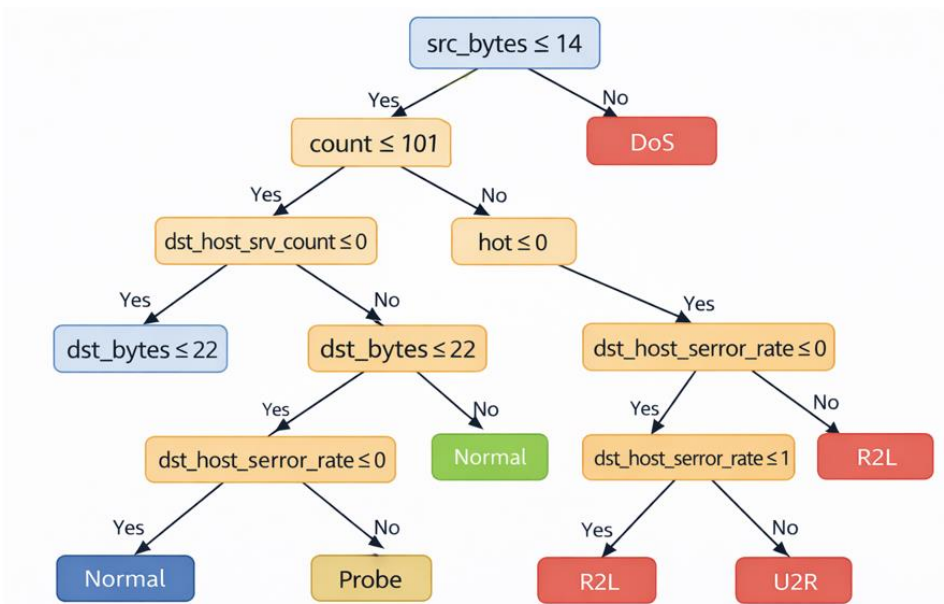 src_bytes ≤ 14
Yes
No
count ≤ 101
DoS
Yes
No
dst_host_srv_count ≤ 0
hot ≤ 0
Yes
No
Yes
dst_bytes ≤ 22
dst_bytes ≤ 22
dst_host_serror_rate ≤ 0
Yes
No
Yes
No
dst_host_serror_rate ≤ 0
Normal
dst_host_serror_rate ≤ 1
R2L
Yes
No
Yes
No
Normal
Probe
R2L
U2R